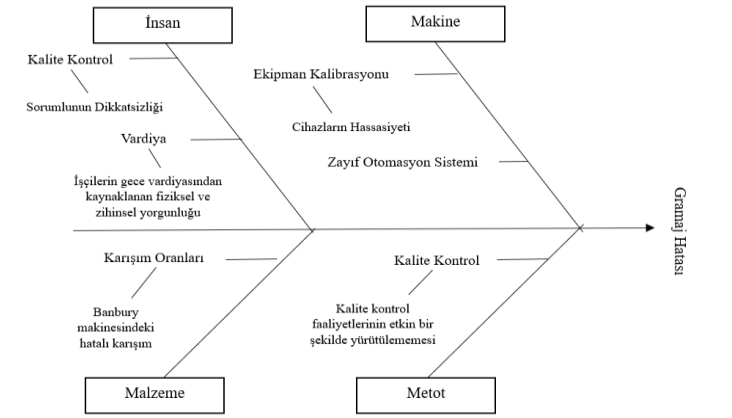 İnsan
Makine
Kalite Kontrol
Sorumlunun Dikkatsizliği
Vardiya
İşçilerin gece vardiyasından
kaynaklanan fiziksel ve
zihinsel yorgunluğu
Ekipman Kalibrasyonu
Cihazların Hassasiyeti
Zayıf Otomasyon Sistemi
Gramaj Hatası
Karışım Oranları
Banbury
makinesindeki
hatalı karışım
Kalite Kontrol
Kalite kontrol
faaliyetlerinin etkin bir
şekilde yürütülememesi
Malzeme
Metot